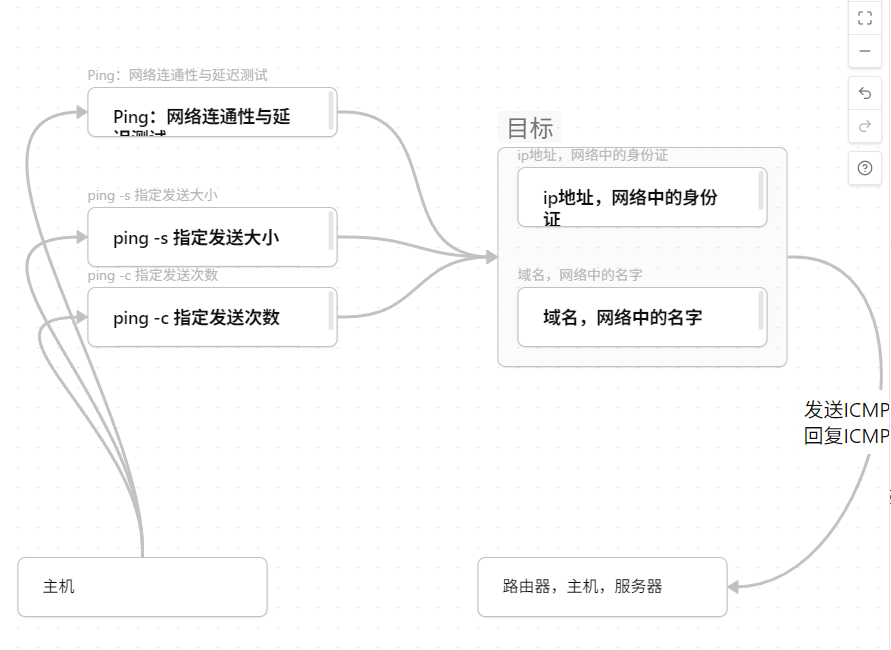 Ping：网络连通性与延迟测试
Ping：网络连通性与延
迟测试
ping -s 指定发送大小
ping -s 指定发送大小
ping -c 指定发送次数
ping -c 指定发送次数
目标
ip地址，网络中的身份证
ip地址，网络中的身份
证
域名，网络中的名字
域名，网络中的名字
发送ICMP
回复ICMP
主机
路由器，主机，服务器